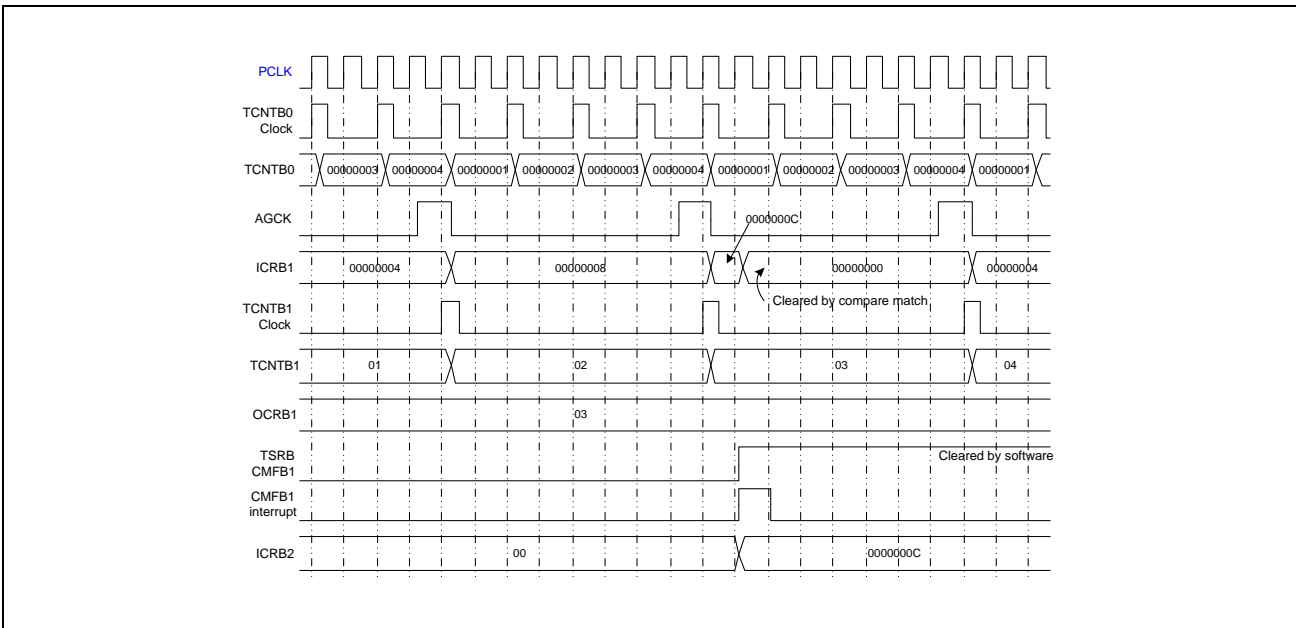 PCLK
TCNTB0
Clock
TCNTB0 00000003 00000004 00000001 00000002 00000003 00000004 00000001 00000002 00000003 00000004 00000001
AGCK
0000000C
ICRB1 00000004 00000008 00000000 00000004
Cleared by compare match
TCNTB1
Clock
TCNTB1 01 02 03 04
OCRB1 03
TSRB
CMFB1
Cleared by software
CMFB1
interrupt
ICRB2 00 0000000C